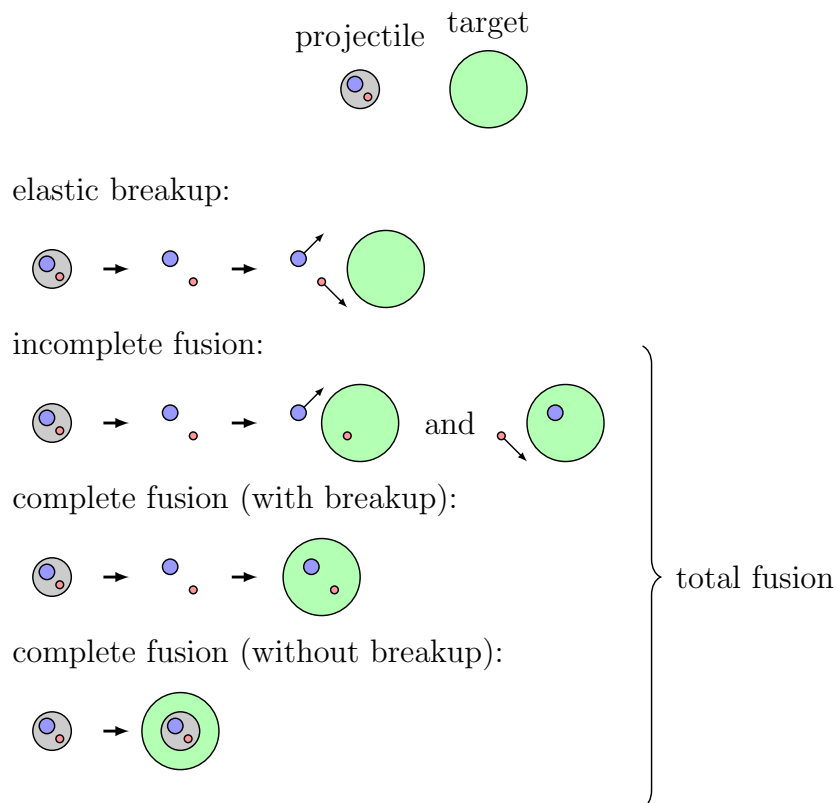 projectile target
elastic breakup:
incomplete fusion:
and
complete fusion (with breakup):
total fusion
complete fusion (without breakup):